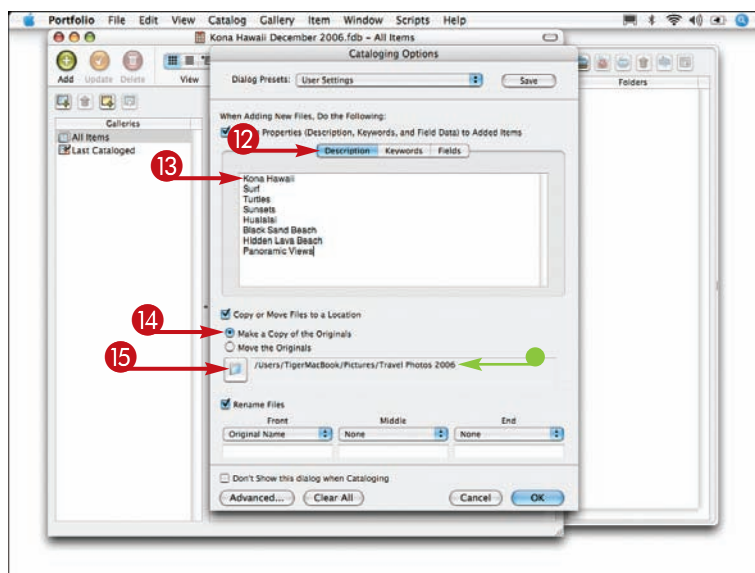 Portfolio File Edit View Catalog Gallery Item Window Scripts Help
Kona Hawaii December 2006.fdb – All Items
Cataloging Options
Add Update Delete View
Dialog Presets: User Settings Save
Folders
Galleries
When Adding New Files, Do the Following:
All Items
12
Properties (Description, Keywords, and Field Data) to Added Items
Last Cataloged
Description Keywords Fields
13
Kona Hawaii
Surf
Turtles
Sunsets
Hualalai
Black Sand Beach
Hidden Lava Beach
Panoramic Views
Copy or Move Files to a Location
14
Make a Copy of the Originals
Move the Originals
15
/Users/TigerMacBook/Pictures/Travel Photos 2006
Rename Files
Front Middle End
Original Name None None
Don't Show this dialog when Cataloging
Advanced... Clear All Cancel OK